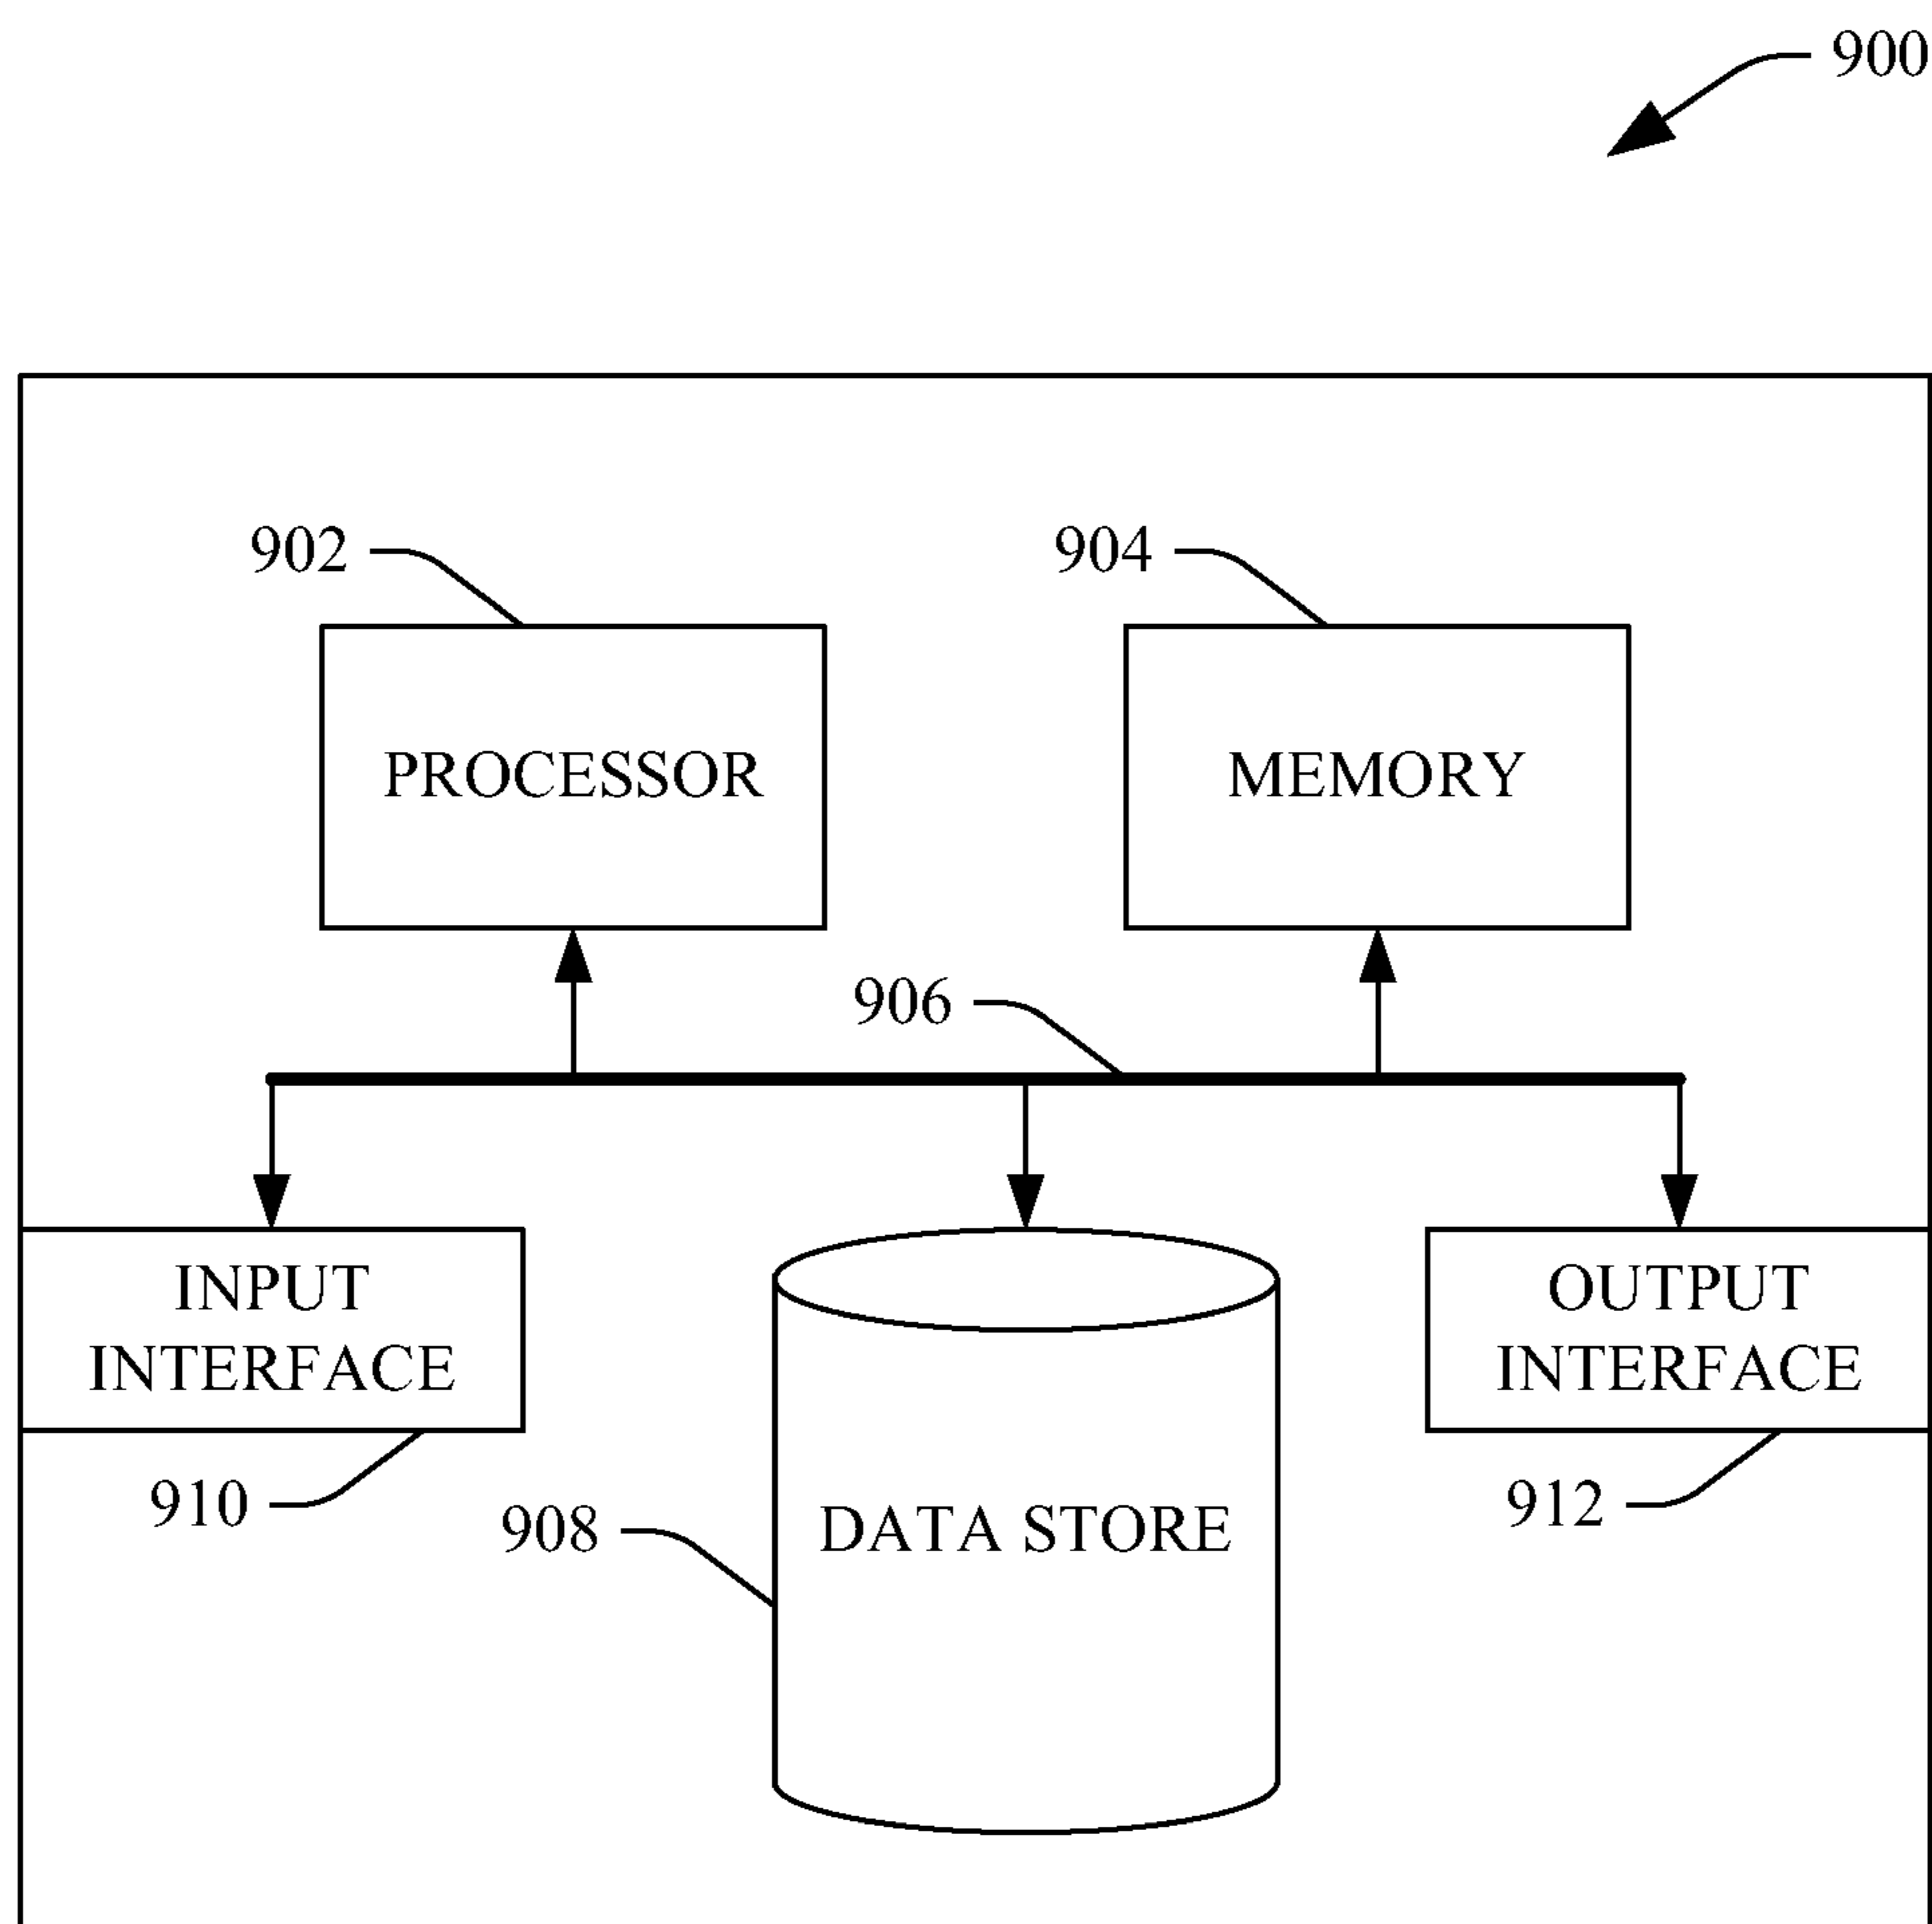 900
902
904
PROCESSOR
MEMORY
906
INPUT
INTERFACE
OUTPUT
INTERFACE
910
908
DATA STORE
912